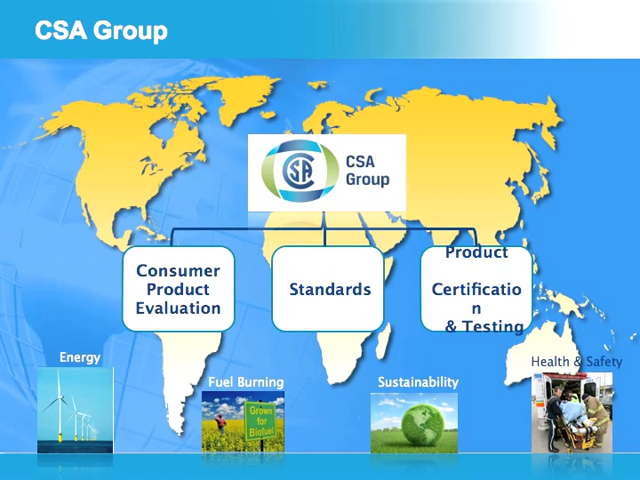 CSA Group
CSA
Group
CSA
Consumer
Product
Evaluation
Standards
Product
Certificatio
n
& Testing
Energy
Fuel Burning
Sustainability
Health & Safety
Grown
for
Biofuel